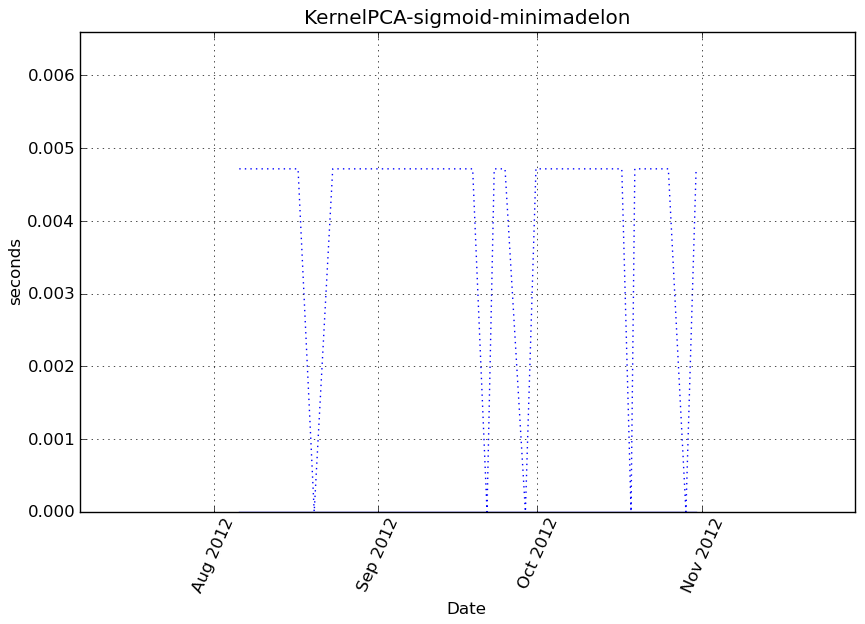 KernelPCA-sigmoid-minimadelon
0.006
0.005
0.004
0.003
0.002
0.001
0.000
seconds
Aug 2012
Sep 2012
Oct 2012
Nov 2012
Date